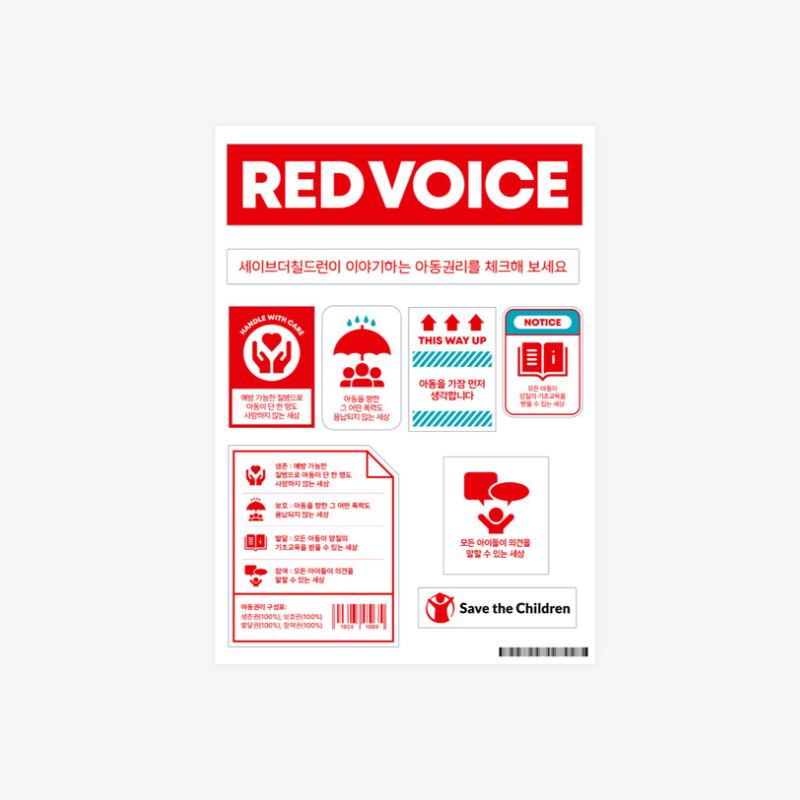 RED VOICE
세이브더칠드런이 이야기하는 아동권리를 체크해 보세요
HANDLE WITH CARE
예방 가능한 질병으로
아동이 단 한 명도
사망하지 않는 세상
아동을 향한
그 어떤 폭력도
용납되지 않는 세상
THIS WAY UP
아동을 가장 먼저
생각합니다
NOTICE
모든 아동이
양질의 기초교육을
받을 수 있는 세상
생존 : 예방 가능한
질병으로 아동이 단 한 명도
사망하지 않는 세상
보호 : 아동을 향한 그 어떤 폭력도
용납되지 않는 세상
발달 : 모든 아동이 양질의
기초교육을 받을 수 있는 세상
참여 : 모든 아이들이 의견을
말할 수 있는 세상
아동권리 구성표:
생존권(100%), 보호권(100%)
발달권(100%), 참여권(100%)
1924 1989
모든 아이들이 의견을
말할 수 있는 세상
Save the Children